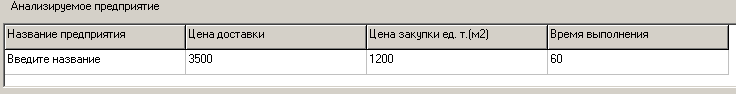 Анализируемое предприятие
Название предприятия Цена доставки Цена закупки ед. т.(м2) Время выполнения
Введите название 3500 1200 60